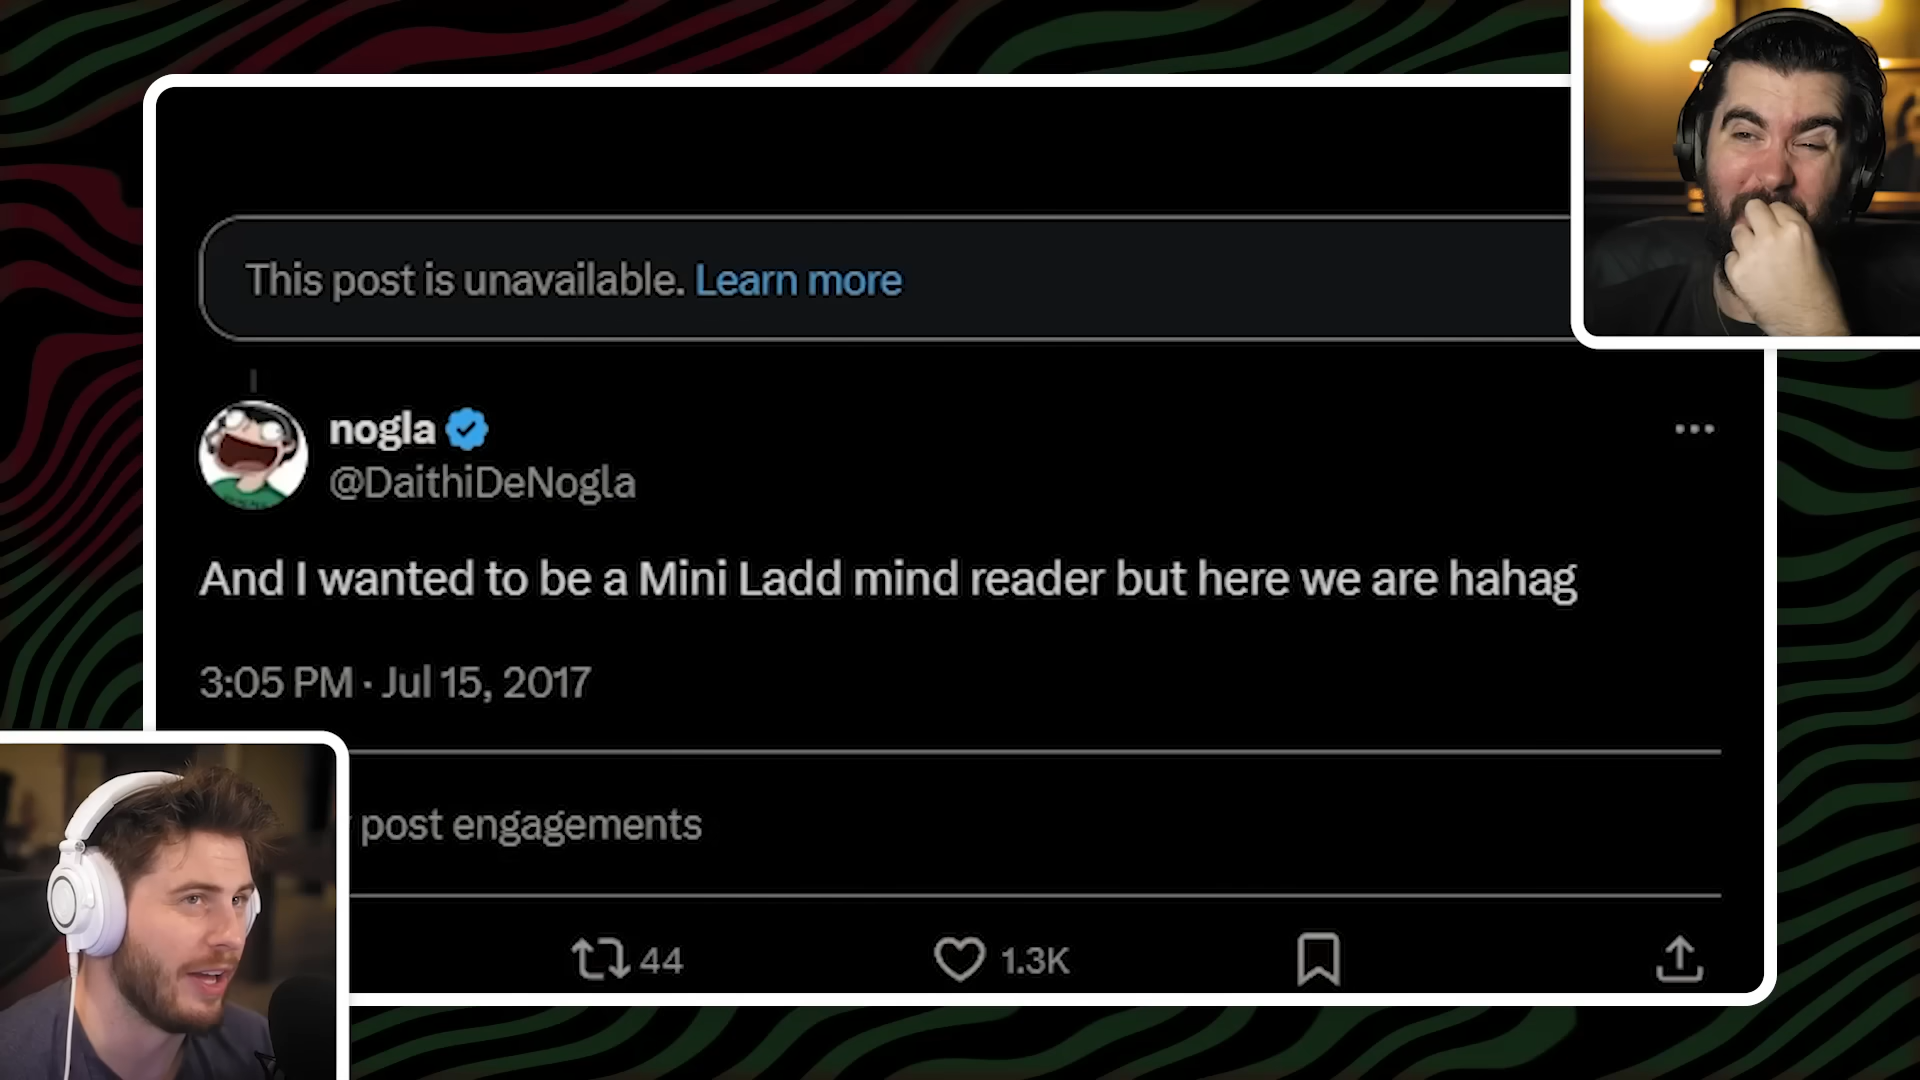 This post is unavailable. Learn more
nogla
@DaithiDeNogla
And I wanted to be a Mini Ladd mind reader but here we are hahag
3:05 PM · Jul 15, 2017
post engagements
44
1.3K